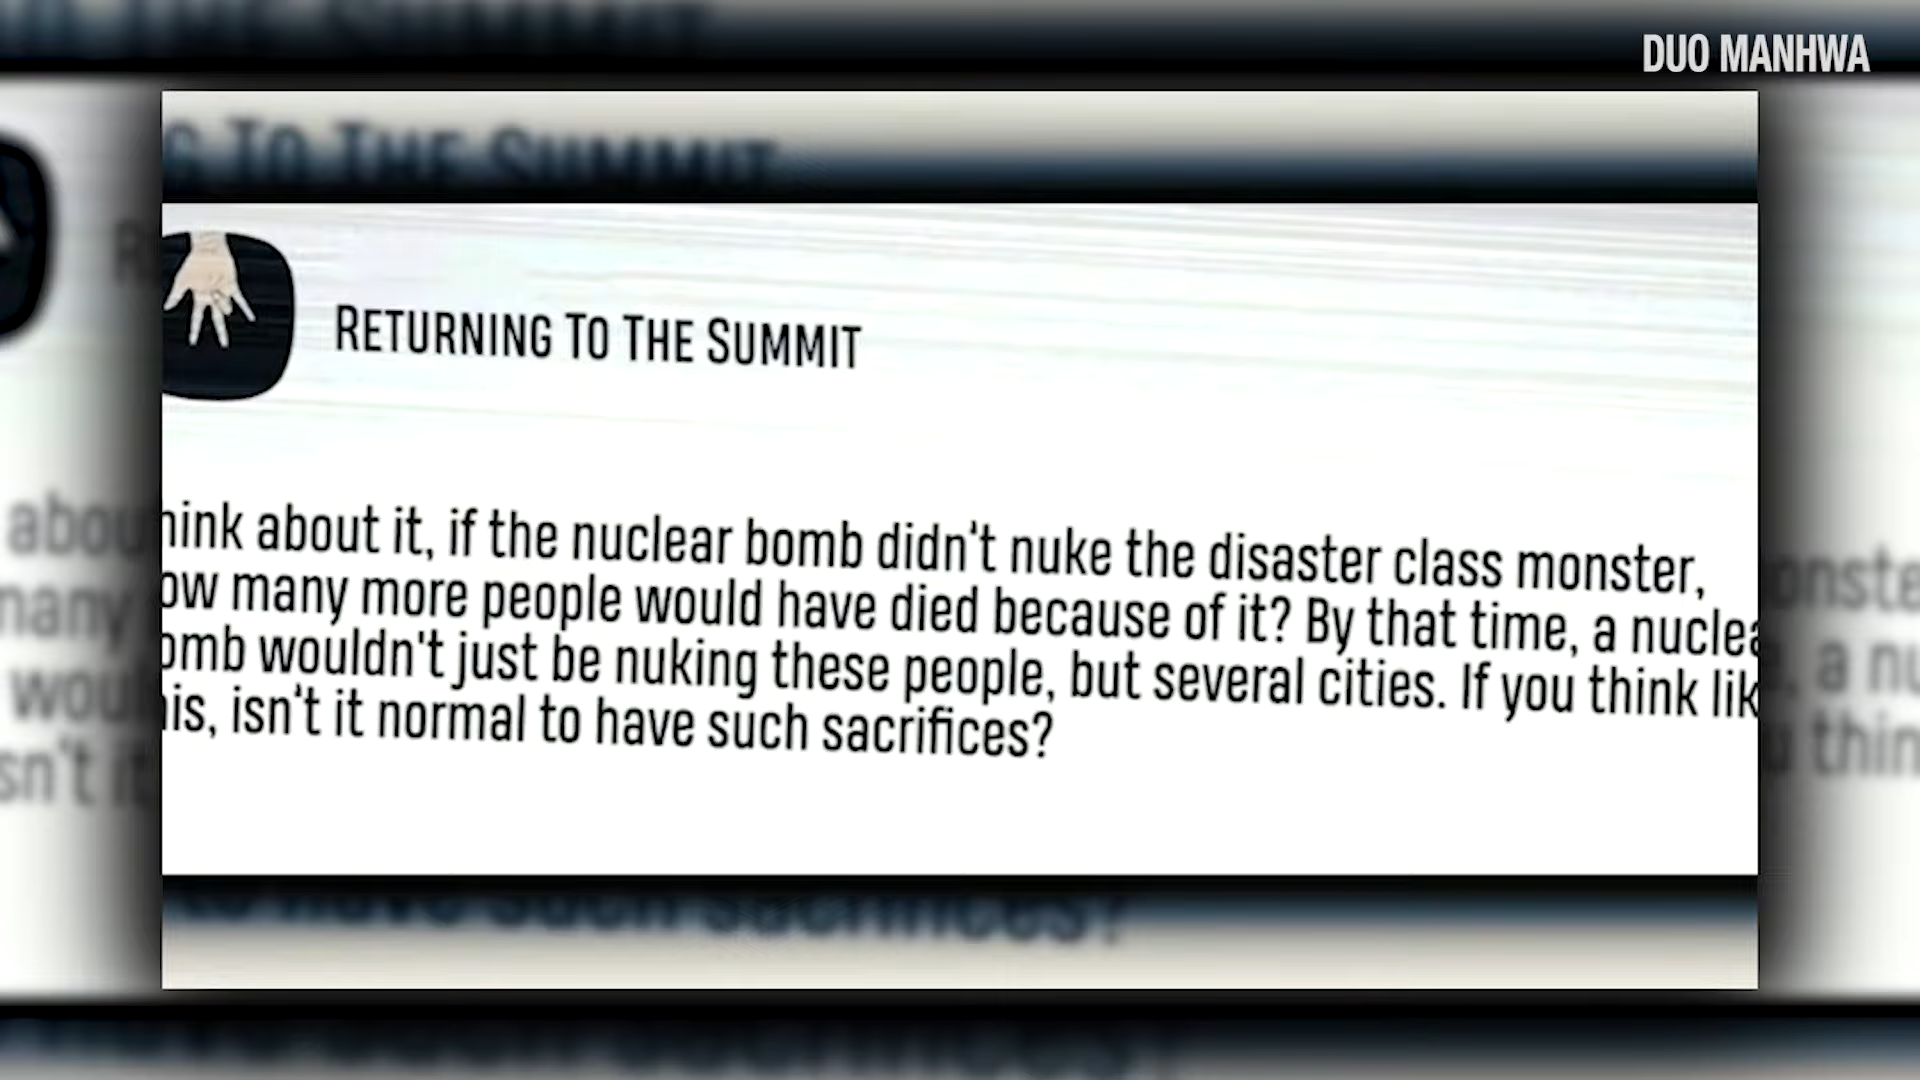 DUO MANHWA
RETURNING TO THE SUMMIT
hink about it, if the nuclear bomb didn't nuke the disaster class monster,
ow many more people would have died because of it? By that time, a nuclea
omb wouldn't just be nuking these people, but several cities. If you think lik
his, isn't it normal to have such sacrifices?